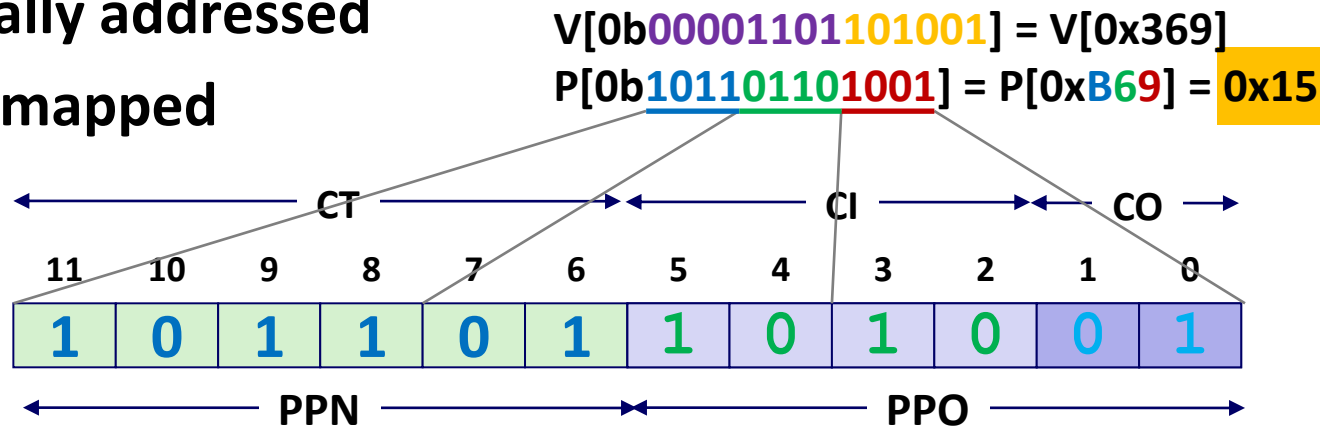 ally addressed
mapped
V[0b00001101101001] = V[0x369]
P[0b101101101001] = P[0xB69] = 0x15
CT CI CO
11 10 9 8 7 6 5 4 3 2 1 0
1 0 1 1 0 1 1 0 1 0 0 1
PPN PPO